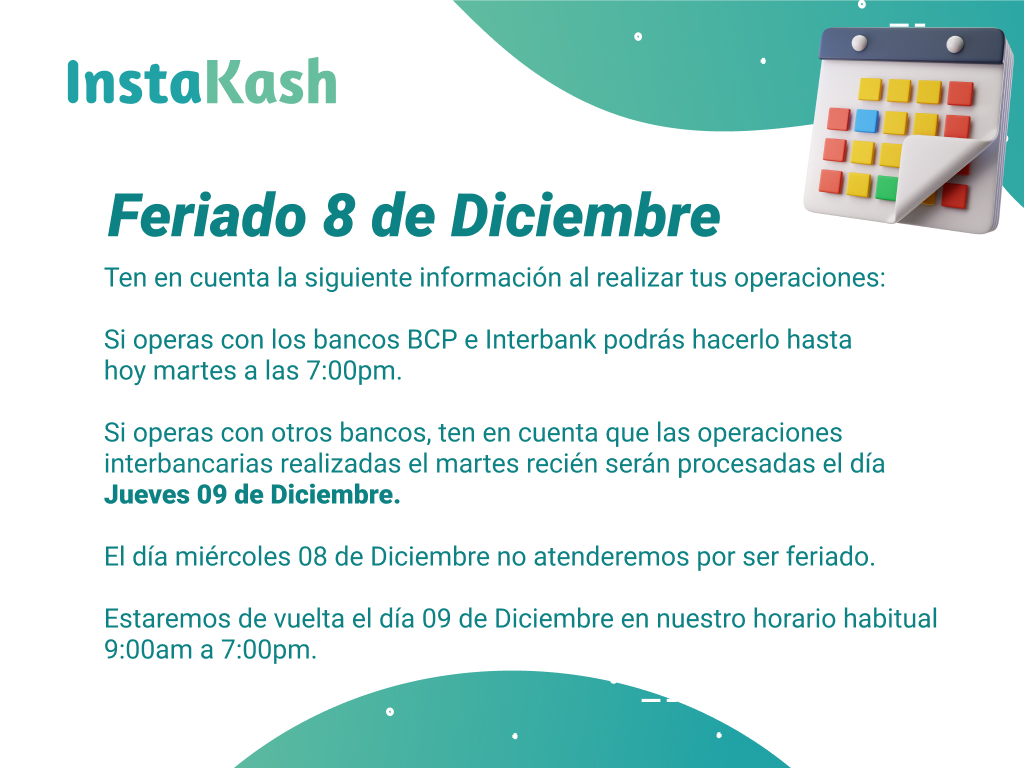 InstaKash
Feriado 8 de Diciembre
Ten en cuenta la siguiente información al realizar tus operaciones:
Si operas con los bancos BCP e Interbank podrás hacerlo hasta
hoy martes a las 7:00pm.
Si operas con otros bancos, ten en cuenta que las operaciones
interbancarias realizadas el martes recién serán procesadas el día
Jueves 09 de Diciembre.
El día miércoles 08 de Diciembre no atenderemos por ser feriado.
Estaremos de vuelta el día 09 de Diciembre en nuestro horario habitual
9:00am a 7:00pm.